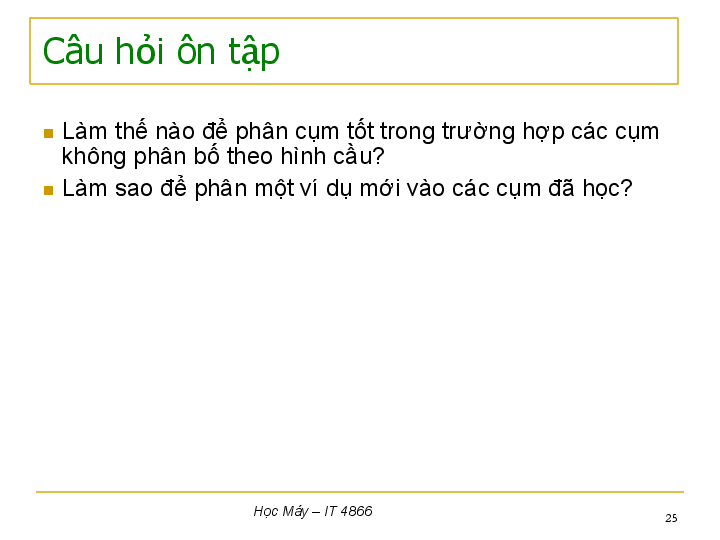 Câu hỏi ôn tập
Làm thế nào để phân cụm tốt trong trường hợp các cụm
không phân bố theo hình cầu?
Làm sao để phân một ví dụ mới vào các cụm đã học?
Học Máy – IT 4866
25